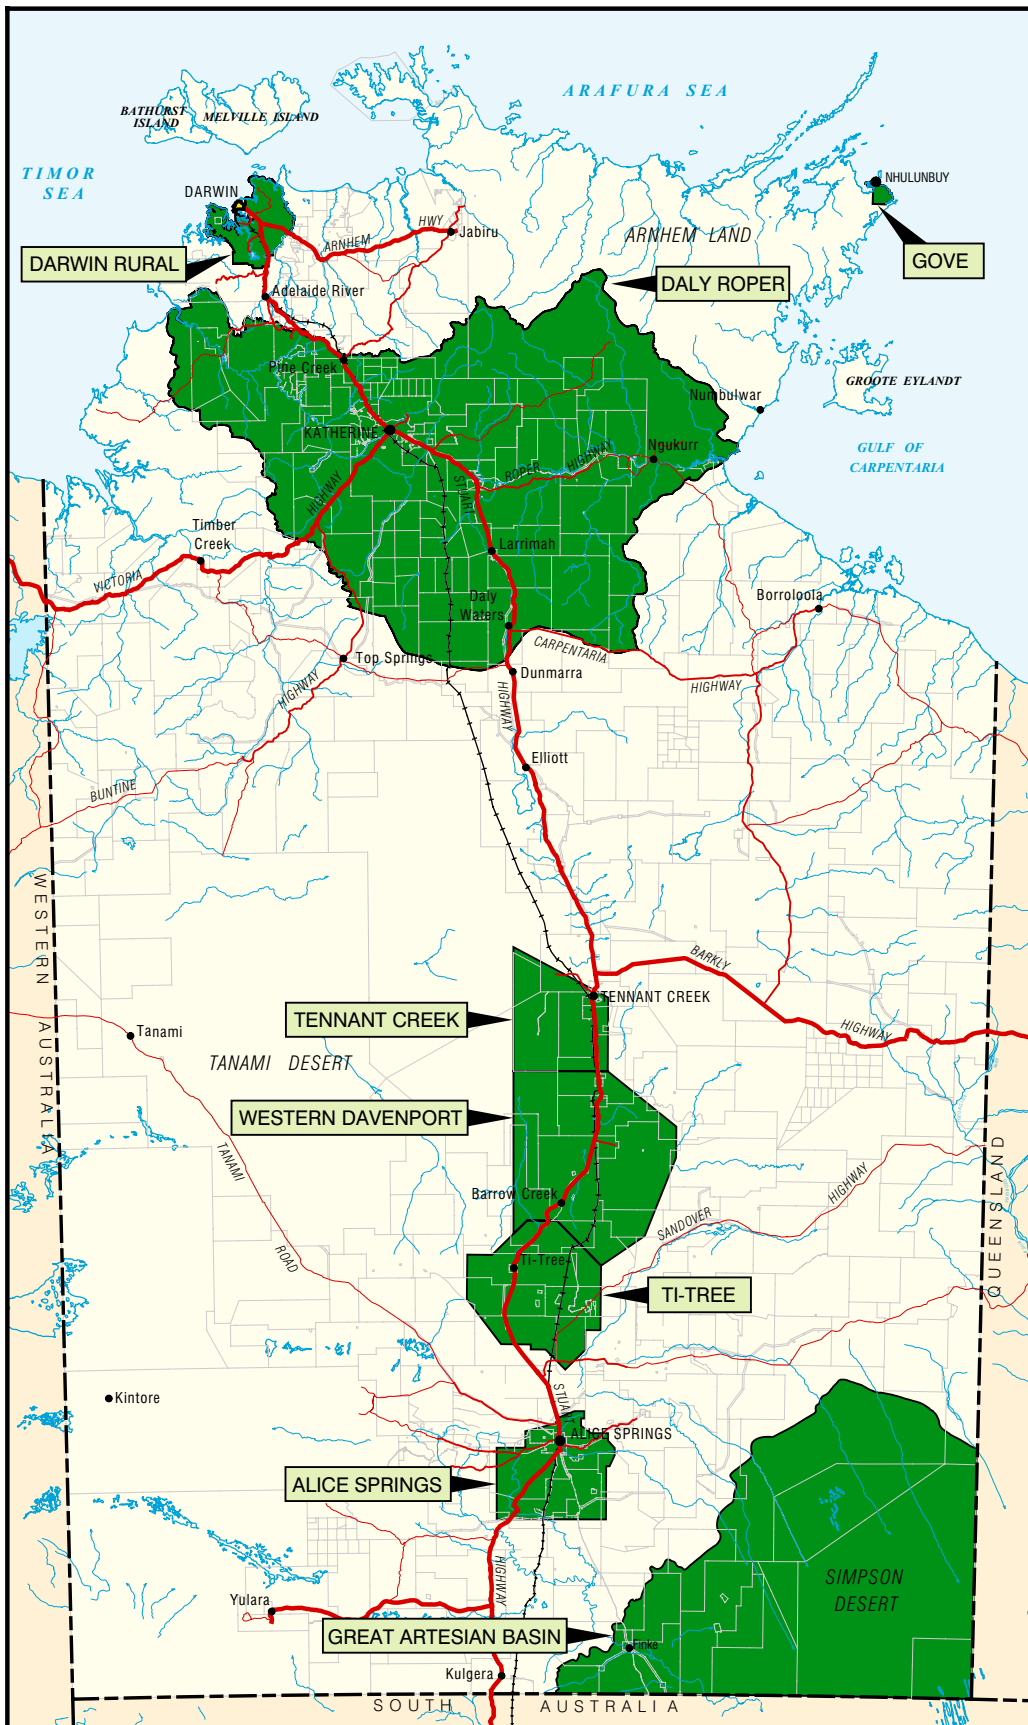 ARAFURA SEA
BATHURST
ISLAND
MELVILLE ISLAND
TIMOR
SEA
DARWIN
NHULUNBUY
HWY
Jabiru
ARNHEM
ARNHEM LAND
GOVE
DARWIN RURAL
DALY ROPER
Adelaide River
Pine Creek
GROOTE EYLANDT
Numbulwar
KATHERINE
GULF OF
CARPENTARIA
Ngukurr
HIGHWAY
ROPER
STUART
HIGHWAY
Timber
Creek
Larrimah
VICTORIA
Daly
Waters
Borroloola
CARPENTARIA
Top Springs
Dunmarra
HIGHWAY
HIGHWAY
HIGHWAY
Elliott
BUNTINE
WESTERN AUSTRALIA
BARKLY
TENNANT CREEK
TENNANT CREEK
Tanami
HIGHWAY
TANAMI DESERT
WESTERN DAVENPORT
TANAMI
QUEENSLAND
HIGHWAY
Barrow Creek
SANDOVER
ROAD
Ti-Tree
TI-TREE
Kintore
STUART
ALICE SPRINGS
ALICE SPRINGS
HIGHWAY
SIMPSON
DESERT
Yulara
GREAT ARTESIAN BASIN
Finke
Kulgera
SOUTH AUSTRALIA